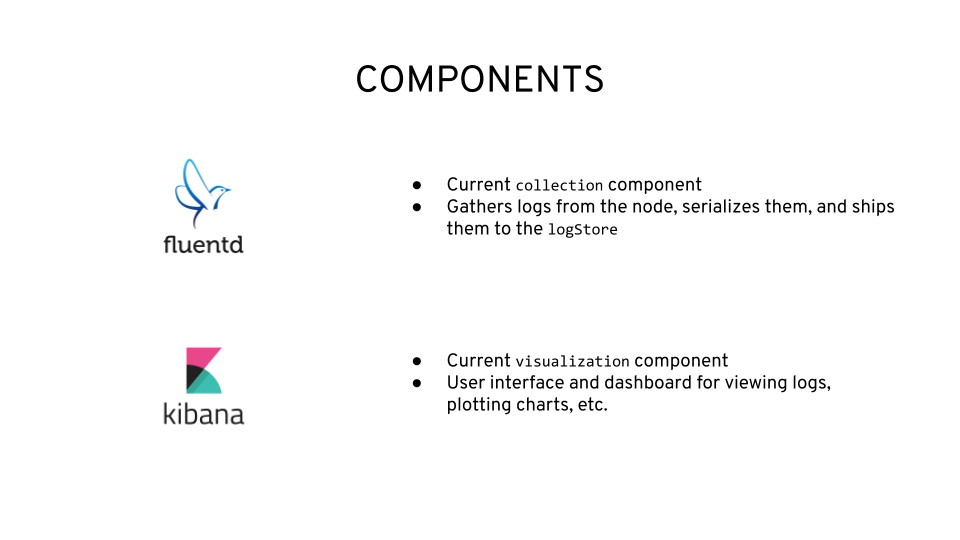 COMPONENTS
fluentd
● Current collection component
● Gathers logs from the node, serializes them, and ships
them to the logStore
kibana
● Current visualization component
● User interface and dashboard for viewing logs,
plotting charts, etc.